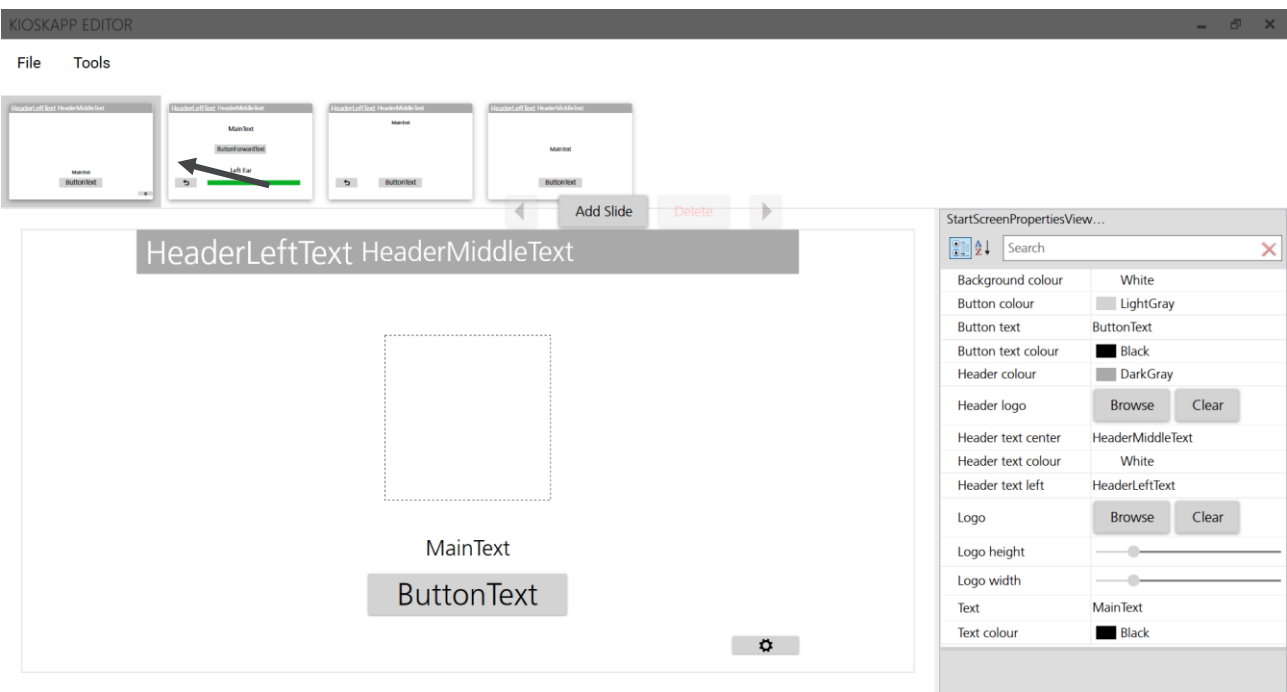 KIOSKAPP EDITOR
File Tools
HeaderLeftText HeaderMiddleText
MainText
ButtonText
HeaderLeftText HeaderMiddleText
MainText
ButtonForwardText
Left Ear
HeaderLeftText HeaderMiddleText
MainText
ButtonText
HeaderLeftText HeaderMiddleText
MainText
ButtonText
Add Slide Delete
HeaderLeftText HeaderMiddleText
MainText
ButtonText
StartScreenPropertiesView...
A
Z
Search
Background colour White
Button colour LightGray
Button text ButtonText
Button text colour Black
Header colour DarkGray
Header logo Browse Clear
Header text center HeaderMiddleText
Header text colour White
Header text left HeaderLeftText
Logo Browse Clear
Logo height
Logo width
Text MainText
Text colour Black